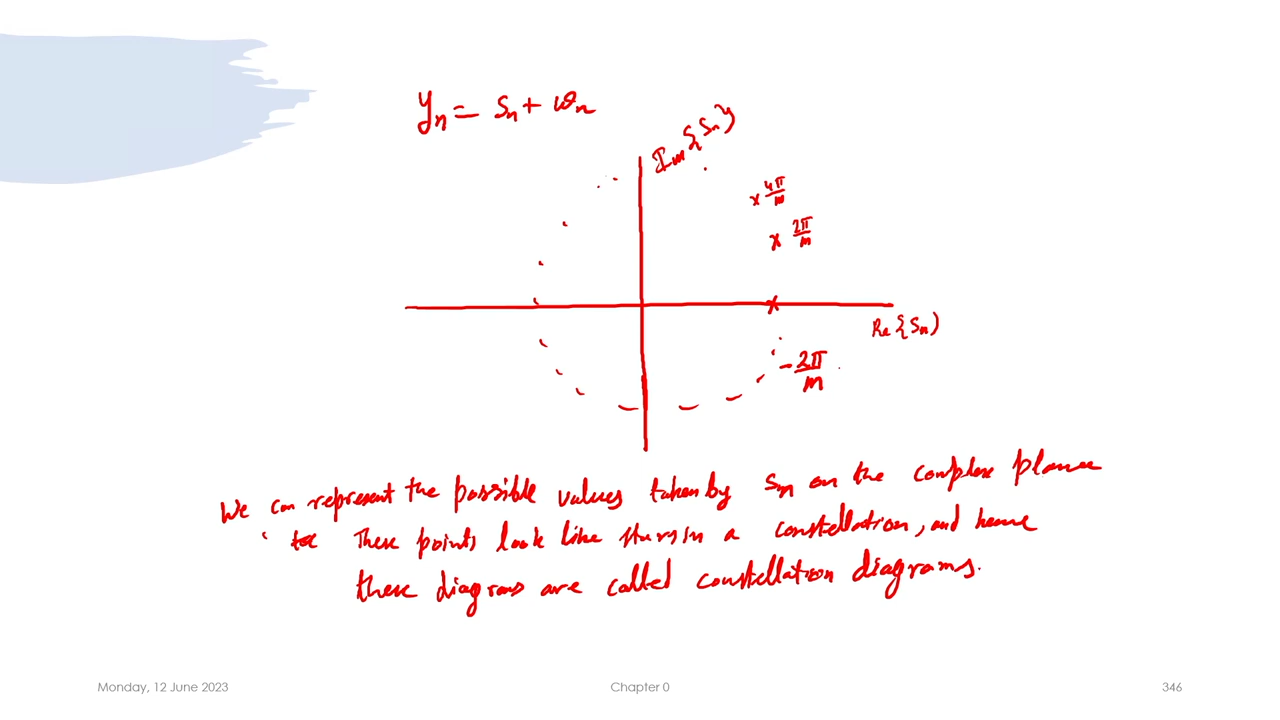 yn = sn + ωn
Im{sn}
4π/m
2π/m
Re{sn)
-2π/m
We can represent the possible values taken by sn on the complex plane
These points look like stars in a constellation, and hence
these diagrams are called constellation diagrams.
Monday, 12 June 2023
Chapter 0
346